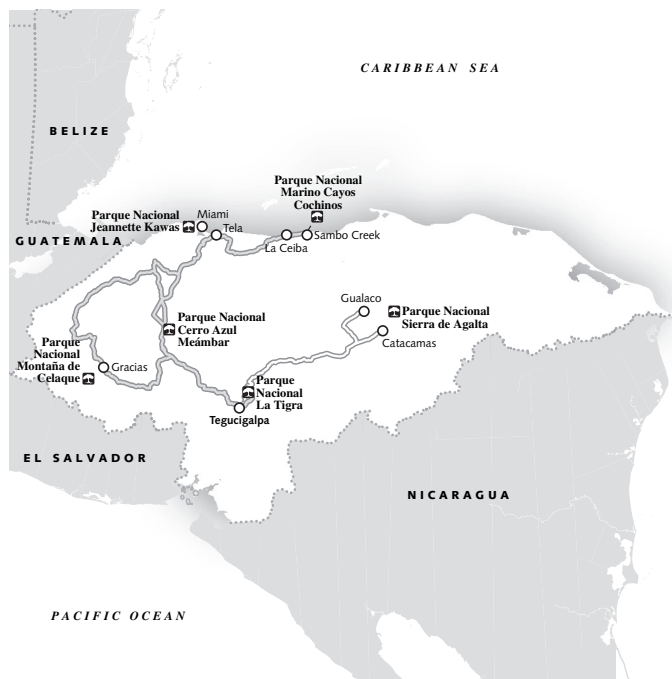 CARIBBEAN SEA
BELIZE
Parque Nacional
Marino Cayos
Cochinos
Parque Nacional
Jeannette Kawas
Miami
Tela
GUATEMALA
La Ceiba
Sambo Creek
Gualaco
Parque Nacional
Sierra de Agalta
Catacamas
Parque Nacional
Cerro Azul
Meámbar
Parque
Nacional
Montaña de
Celaque
Gracias
Parque
Nacional
La Tigra
Tegucigalpa
EL SALVADOR
NICARAGUA
PACIFIC OCEAN